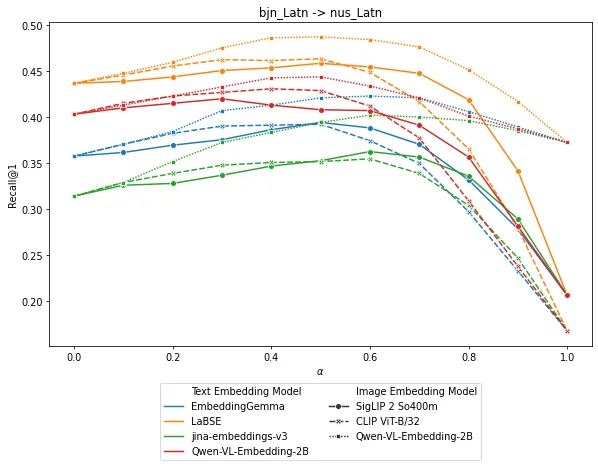 bjn_Latn -> nus_Latn
0.50
0.45
0.40
0.35
0.30
0.25
0.20
Recall@1
0.0 0.2 0.4 0.6 0.8 1.0
α
Text Embedding Model Image Embedding Model
EmbeddingGemma SigLIP 2 So400m
LaBSE CLIP ViT-B/32
jina-embeddings-v3 Qwen-VL-Embedding-2B
Qwen-VL-Embedding-2B